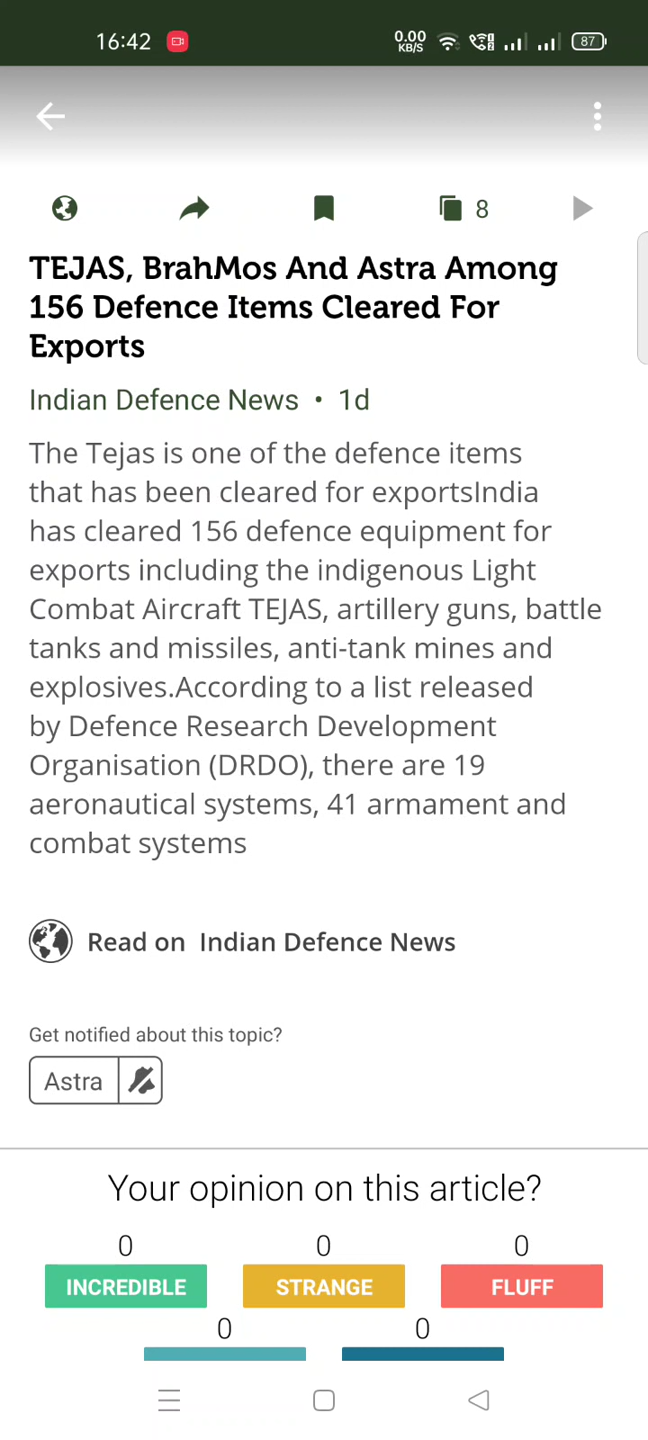 16:42
0.00
KB/S
87
8
TEJAS, BrahMos And Astra Among
156 Defence Items Cleared For
Exports
Indian Defence News • 1d
The Tejas is one of the defence items
that has been cleared for exportsIndia
has cleared 156 defence equipment for
exports including the indigenous Light
Combat Aircraft TEJAS, artillery guns, battle
tanks and missiles, anti-tank mines and
explosives.According to a list released
by Defence Research Development
Organisation (DRDO), there are 19
aeronautical systems, 41 armament and
combat systems
Read on Indian Defence News
Get notified about this topic?
Astra
Your opinion on this article?
0 0 0
INCREDIBLE STRANGE FLUFF
0 0